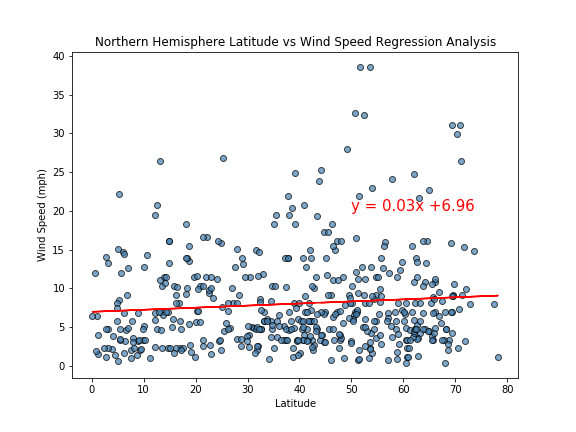 Northern Hemisphere Latitude vs Wind Speed Regression Analysis
40
35
30
25
20
15
10
5
0
Wind Speed (mph)
y = 0.03x +6.96
0 10 20 30 40 50 60 70 80
Latitude